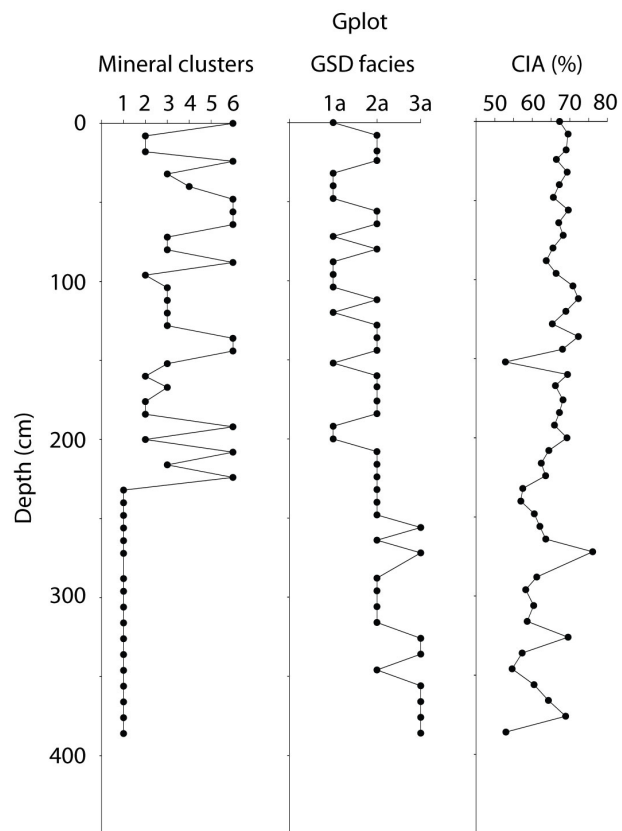 Gplot
Mineral clusters GSD facies CIA (%)
1 2 3 4 5 6 1a 2a 3a 50 60 70 80
0
100
200
300
400
Depth (cm)